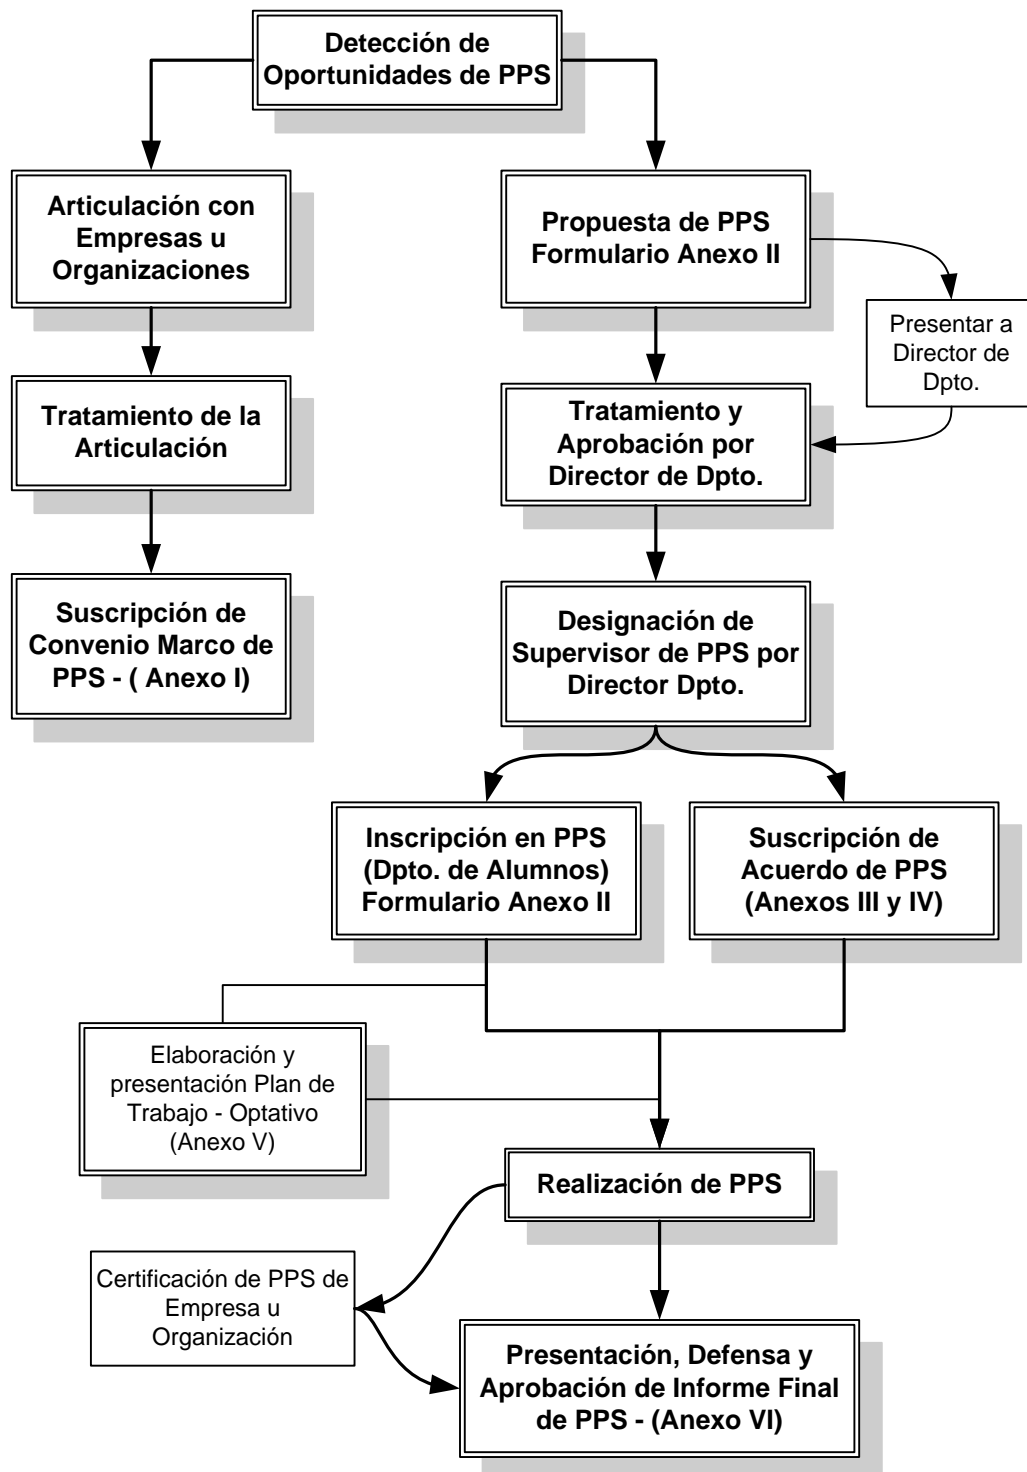 Detección de
Oportunidades de PPS
Articulación con
Empresas u
Organizaciones
Propuesta de PPS
Formulario Anexo II
Presentar a
Director de
Dpto.
Tratamiento de la
Articulación
Tratamiento y
Aprobación por
Director de Dpto.
Suscripción de
Convenio Marco de
PPS - ( Anexo I)
Designación de
Supervisor de PPS por
Director Dpto.
Inscripción en PPS
(Dpto. de Alumnos)
Formulario Anexo II
Suscripción de
Acuerdo de PPS
(Anexos III y IV)
Elaboración y
presentación Plan de
Trabajo - Optativo
(Anexo V)
Realización de PPS
Certificación de PPS de
Empresa u
Organización
Presentación, Defensa y
Aprobación de Informe Final
de PPS - (Anexo VI)